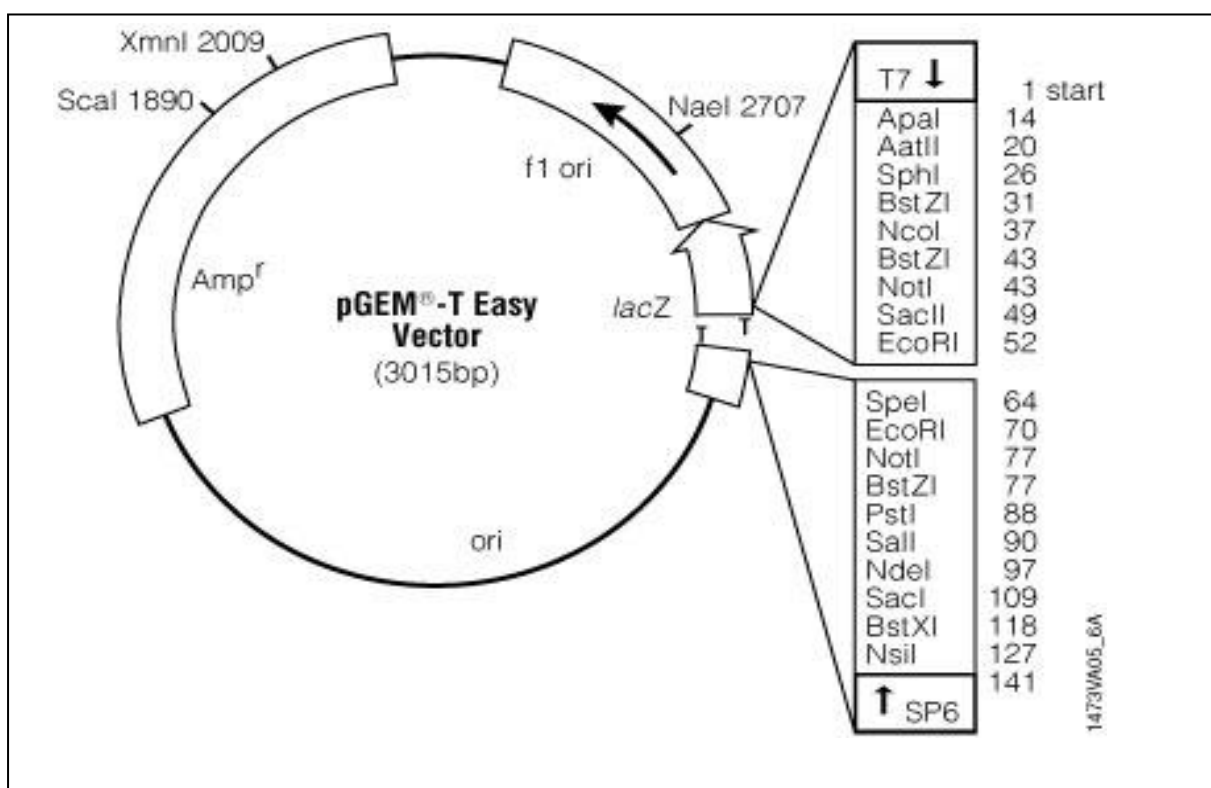 XmnI 2009
ScaI 1890
NaeI 2707
f1 ori
Ampr
lacZ
pGEM®-T Easy
Vector
(3015bp)
T T
ori
T7 ↓
1 start
ApaI 14
AatII 20
SphI 26
BstZI 31
NcoI 37
BstZI 43
NotI 43
SacII 49
EcoRI 52
SpeI 64
EcoRI 70
NotI 77
BstZI 77
PstI 88
SalI 90
NdeI 97
SacI 109
BstXI 118
NsiI 127
141
↑ SP6
1473VA05_6A